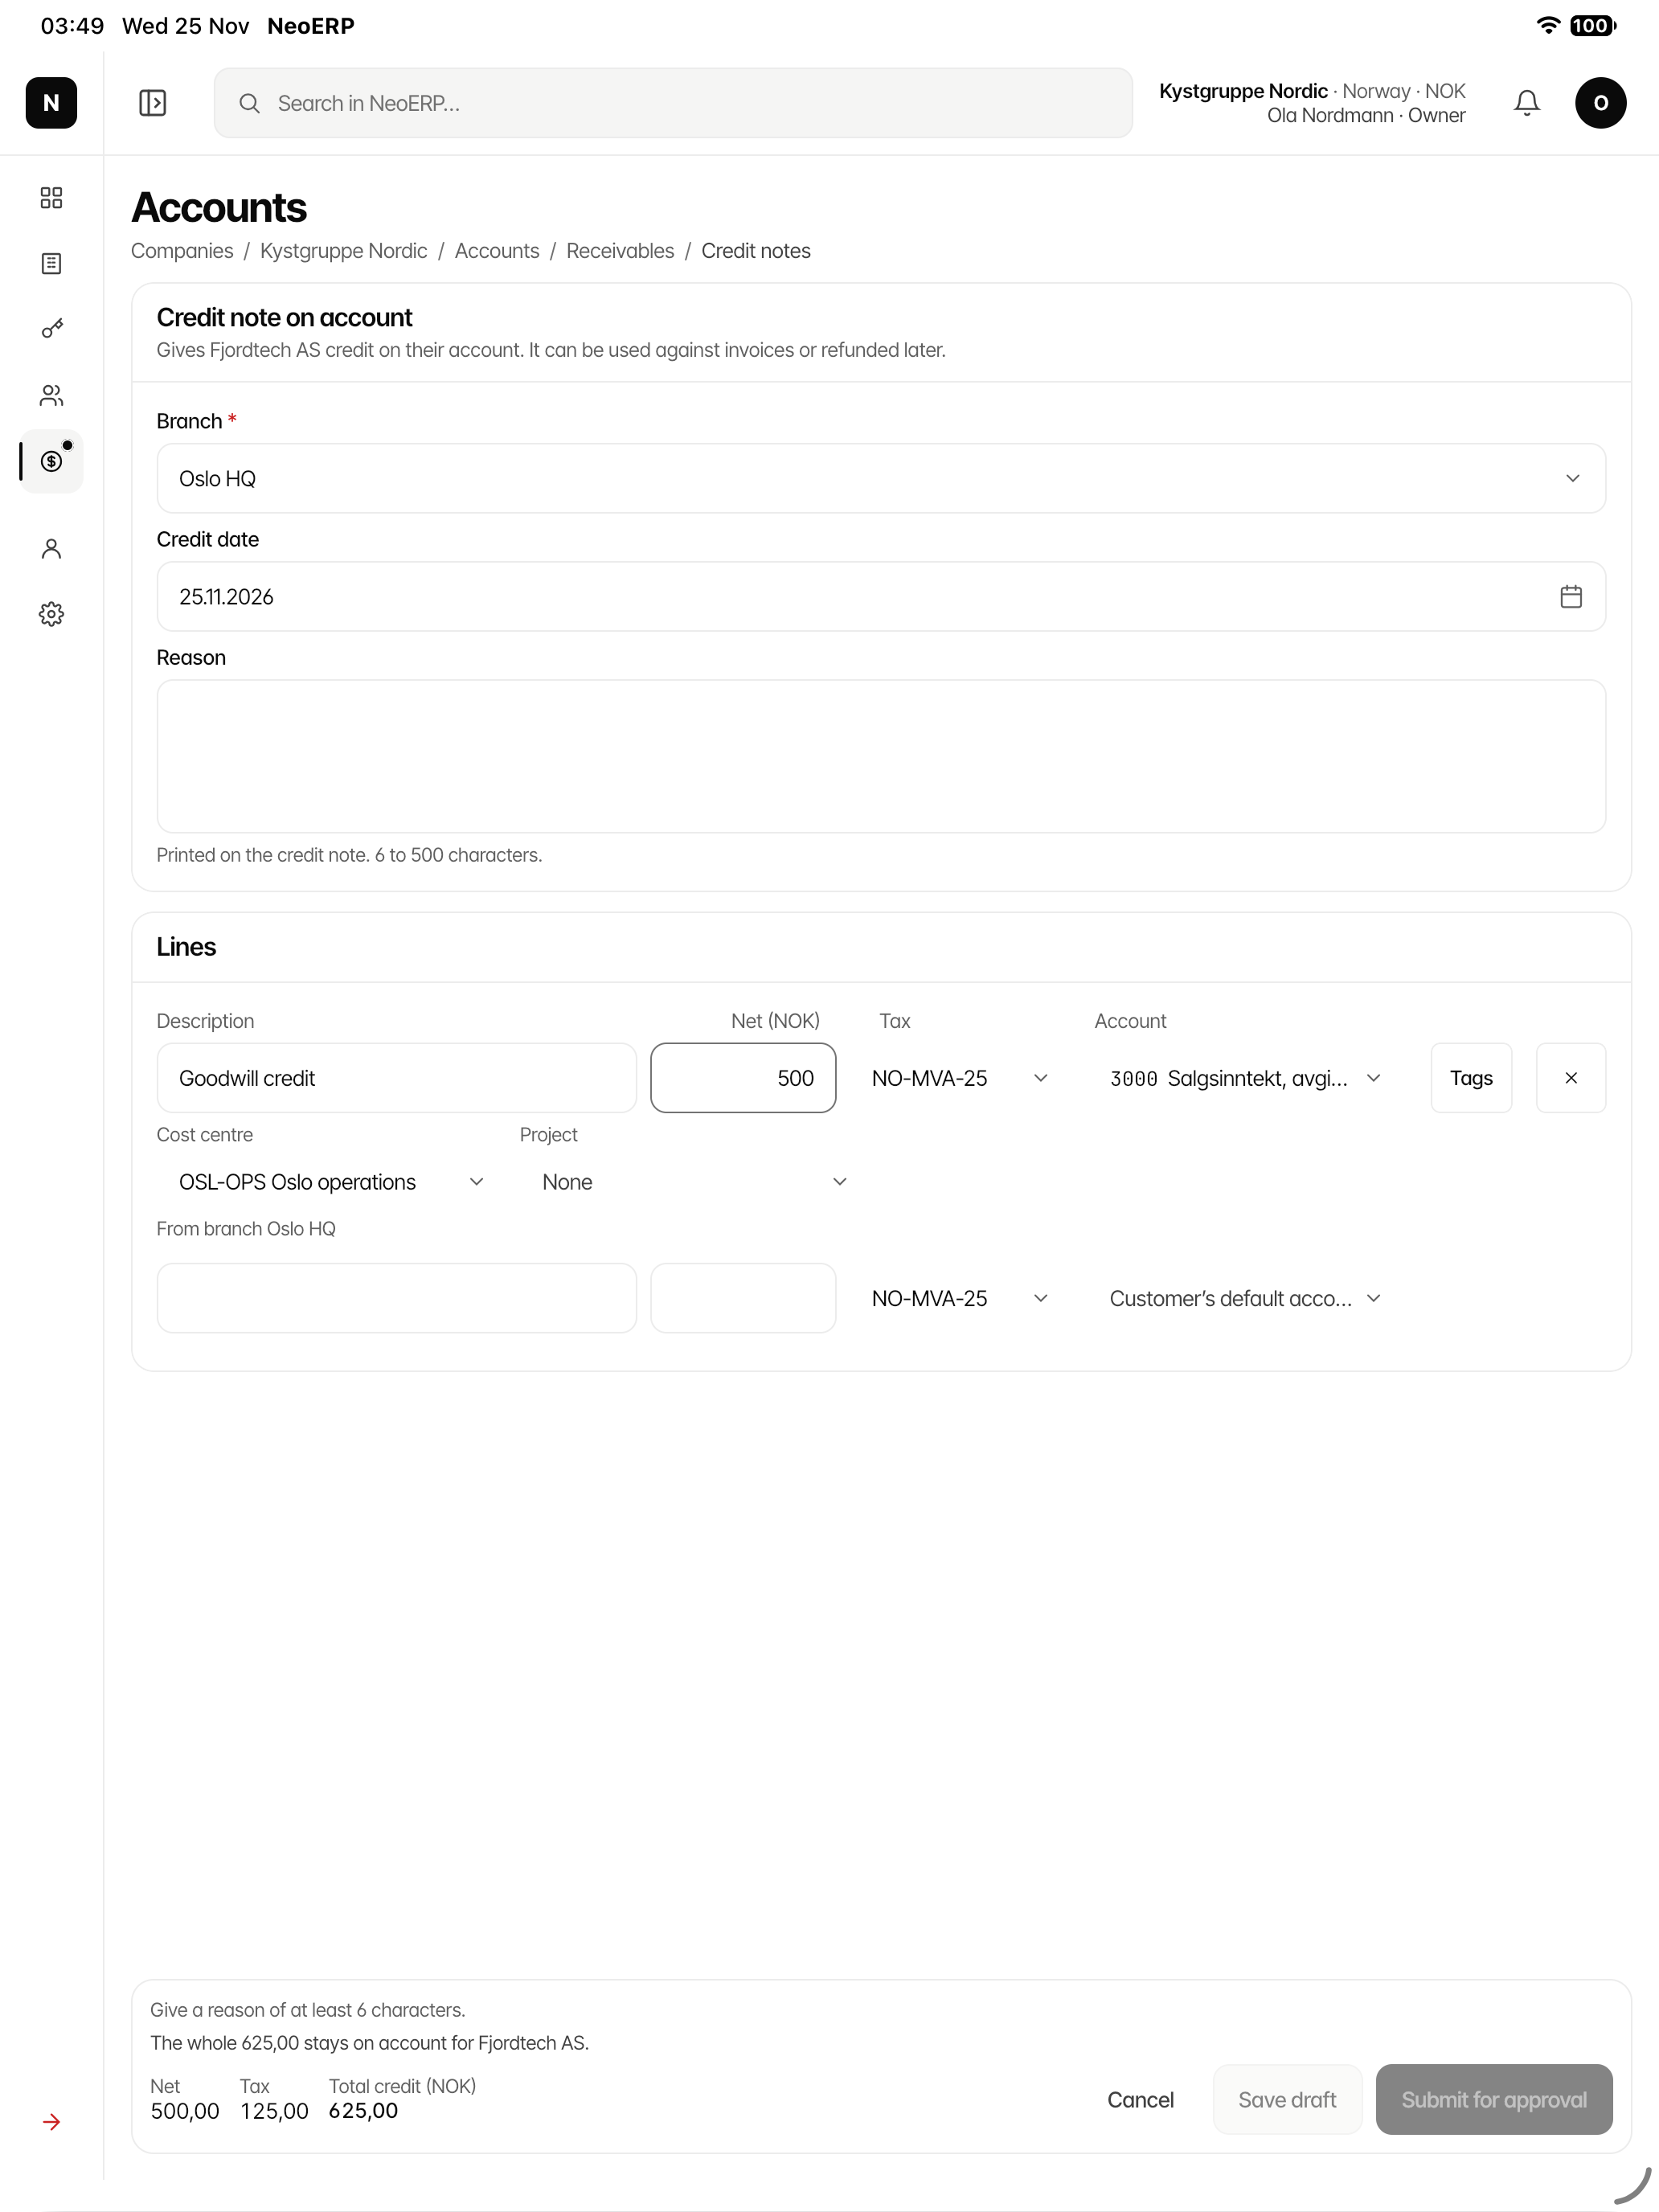 03:49 Wed 25 Nov NeoERP
100
N
Search in NeoERP...
Kystgruppe Nordic · Norway · NOK
Ola Nordmann · Owner
O
Accounts
Companies / Kystgruppe Nordic / Accounts / Receivables / Credit notes
Credit note on account
Gives Fjordtech AS credit on their account. It can be used against invoices or refunded later.
Branch *
Oslo HQ
Credit date
25.11.2026
Reason
Printed on the credit note. 6 to 500 characters.
Lines
Description Net (NOK) Tax Account
Goodwill credit 500 NO-MVA-25 3000 Salgsinntekt, avgi... Tags ×
Cost centre Project
OSL-OPS Oslo operations None
From branch Oslo HQ
NO-MVA-25 Customer’s default acco...
Give a reason of at least 6 characters.
The whole 625,00 stays on account for Fjordtech AS.
Net Tax Total credit (NOK)
500,00 125,00 625,00
Cancel Save draft Submit for approval